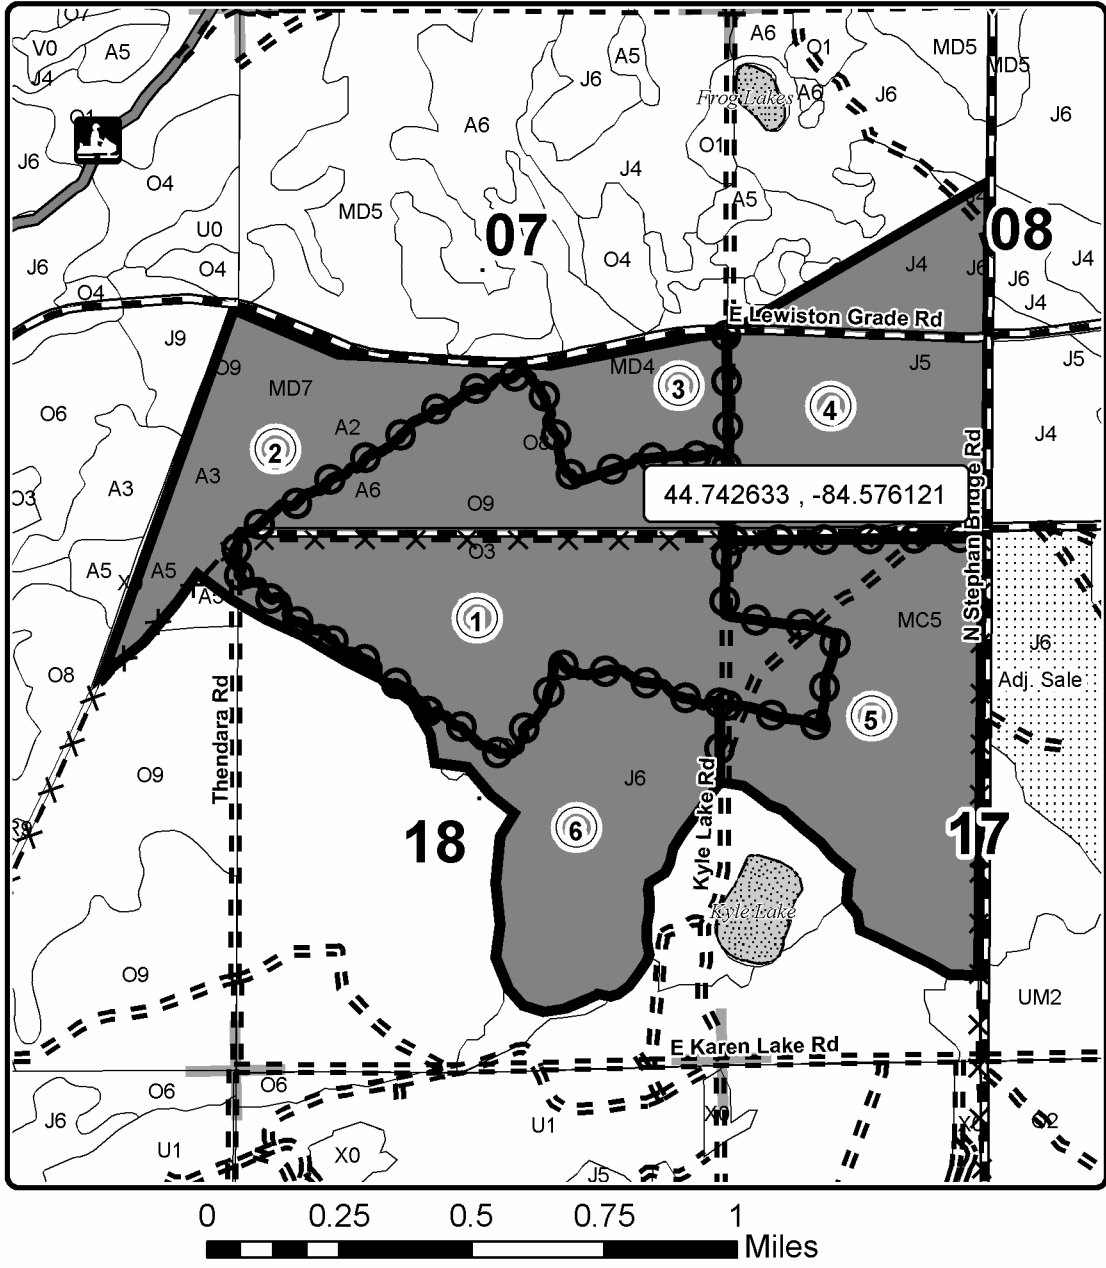 V0
A5
J4
O1
J6
O4
U0
J6
O4
O4
A6
O1
MD5
MD5
A5
J6
A6
J6
Frog Lakes
J6
A6
O1
J4
A5
MD5
07
08
O4
J4
J6
J4
J6
J4
E Lewiston Grade Rd
J9
O9
MD7
MD4
3
J5
J5
4
O6
A2
2
O8
J4
A3
A3
A6
44.742633 , -84.576121
O9
O3
O3
N Stephan Bridge Rd
A5
A5
1
MC5
J6
Adj. Sale
O8
5
Thendara Rd
O9
J6
Kyle Lake Rd
6
18
17
Kyle Lake
O9
UM2
E Karen Lake Rd
O6
O6
J6
U1
U1
X0
X0
J5
0 0.25 0.5 0.75 1
Miles